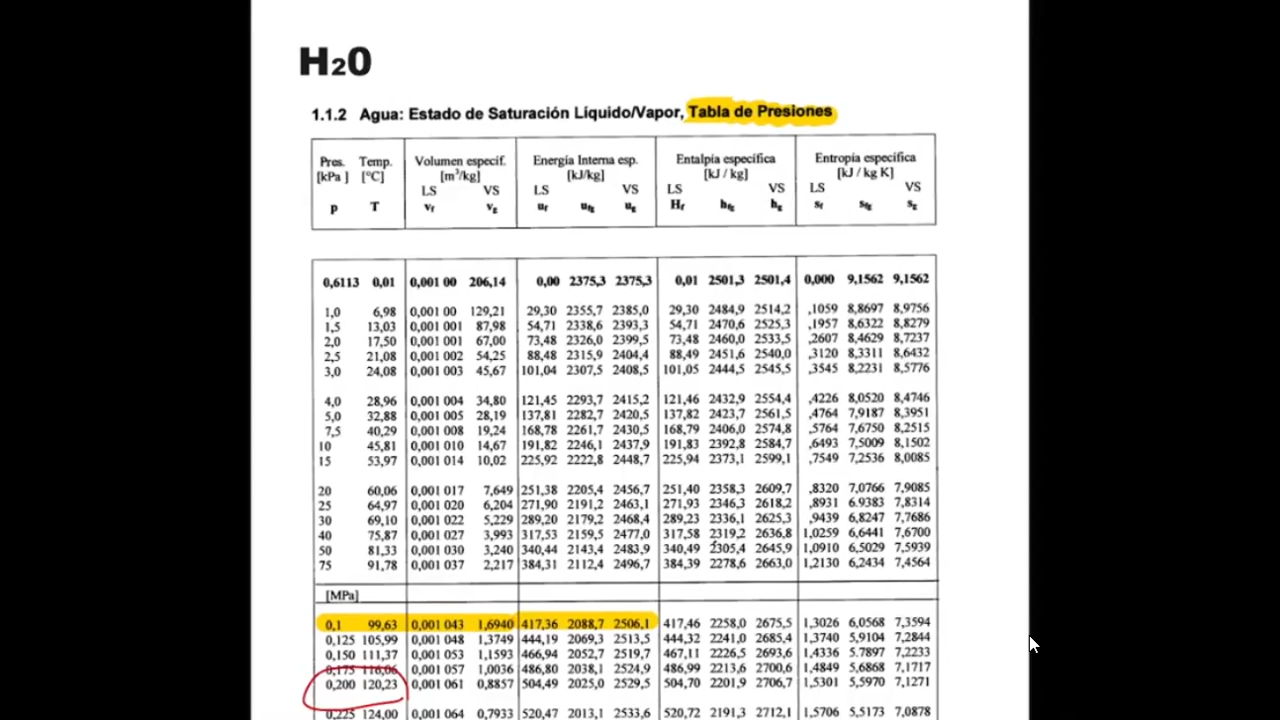 H₂0
1.1.2 Agua: Estado de Saturación Líquido/Vapor, Tabla de Presiones
Pres. Temp. Volumen especif. Energía Interna esp. Entalpía específica Entropía específica
[kPa ] [°C] [m³/kg] [kJ/kg] [kJ / kg] [kJ / kg K]
LS VS LS VS LS VS LS VS
p T vf vg uf ufg ug Hf hfg hg sf sfg sg
0,6113 0,01 0,001 00 206,14 0,00 2375,3 2375,3 0,01 2501,3 2501,4 0,000 9,1562 9,1562
1,0 6,98 0,001 00 129,21 29,30 2355,7 2385,0 29,30 2484,9 2514,2 ,1059 8,8697 8,9756
1,5 13,03 0,001 001 87,98 54,71 2338,6 2393,3 54,71 2470,6 2525,3 ,1957 8,6322 8,8279
2,0 17,50 0,001 001 67,00 73,48 2326,0 2399,5 73,48 2460,0 2533,5 ,2607 8,4629 8,7237
2,5 21,08 0,001 002 54,25 88,48 2315,9 2404,4 88,49 2451,6 2540,0 ,3120 8,3311 8,6432
3,0 24,08 0,001 003 45,67 101,04 2307,5 2408,5 101,05 2444,5 2545,5 ,3545 8,2231 8,5776
4,0 28,96 0,001 004 34,80 121,45 2293,7 2415,2 121,46 2432,9 2554,4 ,4226 8,0520 8,4746
5,0 32,88 0,001 005 28,19 137,81 2282,7 2420,5 137,82 2423,7 2561,5 ,4764 7,9187 8,3951
7,5 40,29 0,001 008 19,24 168,78 2261,7 2430,5 168,79 2406,0 2574,8 ,5764 7,6750 8,2515
10 45,81 0,001 010 14,67 191,82 2246,1 2437,9 191,83 2392,8 2584,7 ,6493 7,5009 8,1502
15 53,97 0,001 014 10,02 225,92 2222,8 2448,7 225,94 2373,1 2599,1 ,7549 7,2536 8,0085
20 60,06 0,001 017 7,649 251,38 2205,4 2456,7 251,40 2358,3 2609,7 ,8320 7,0766 7,9085
25 64,97 0,001 020 6,204 271,90 2191,2 2463,1 271,93 2346,3 2618,2 ,8931 6.9383 7,8314
30 69,10 0,001 022 5,229 289,20 2179,2 2468,4 289,23 2336,1 2625,3 ,9439 6,8247 7,7686
40 75,87 0,001 027 3,993 317,53 2159,5 2477,0 317,58 2319,2 2636,8 1,0259 6,6441 7,6700
50 81,33 0,001 030 3,240 340,44 2143,4 2483,9 340,49 2305,4 2645,9 1,0910 6,5029 7,5939
75 91,78 0,001 037 2,217 384,31 2112,4 2496,7 384,39 2278,6 2663,0 1,2130 6,2434 7,4564
[MPa]
0,1 99,63 0,001 043 1,6940 417,36 2088,7 2506,1 417,46 2258,0 2675,5 1,3026 6,0568 7,3594
0,125 105,99 0,001 048 1,3749 444,19 2069,3 2513,5 444,32 2241,0 2685,4 1,3740 5,9104 7,2844
0,150 111,37 0,001 053 1,1593 466,94 2052,7 2519,7 467,11 2226,5 2693,6 1,4336 5.7897 7,2233
0,175 116,06 0,001 057 1,0036 486,80 2038,1 2524,9 486,99 2213,6 2700,6 1,4849 5,6868 7,1717
0,200 120,23 0,001 061 0,8857 504,49 2025,0 2529,5 504,70 2201,9 2706,7 1,5301 5,5970 7,1271
0,225 124,00 0,001 064 0,7933 520,47 2013,1 2533,6 520,72 2191,3 2712,1 1,5706 5,5173 7,0878